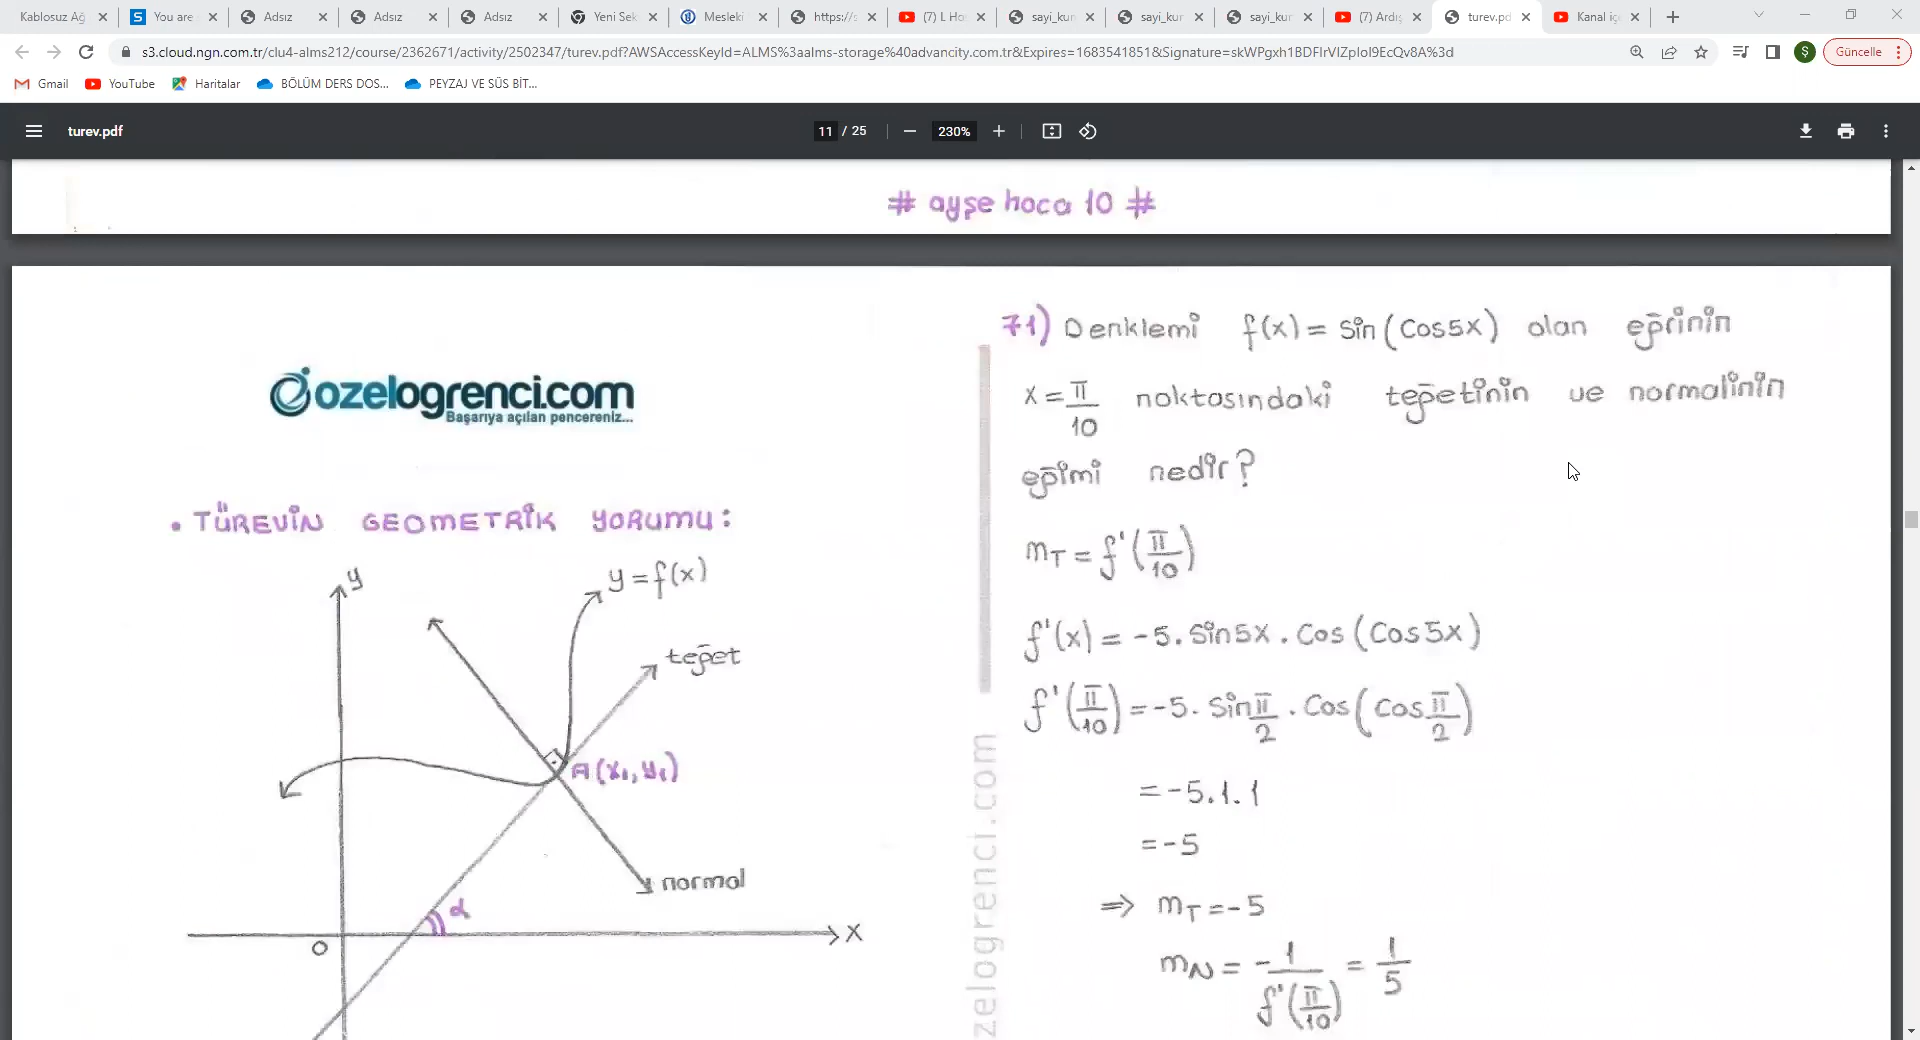 Kablosuz Ağ
You are
Adsız
Adsız
Adsız
Yeni Sek
Mesleki
https://s
(7) L Ho
sayi_kur
sayi_kur
sayi_kur
(7) Ardış
turev.pd
Kanal içe
s3.cloud.ngn.com.tr/clu4-alms212/course/2362671/activity/2502347/turev.pdf?AWSAccessKeyId=ALMS%3aalms-storage%40advancity.com.tr&Expires=1683541851&Signature=skWPgxh1BDFIrVIZpIoI9EcQv8A%3d
Güncelle
Gmail
YouTube
Haritalar
BÖLÜM DERS DOS...
PEYZAJ VE SÜS BİT...
turev.pdf
11 / 25
230%
# ayşe hoca 10 #
ozelogrenci.com
Başarıya açılan pencereniz...
• TÜREVİN GEOMETRİK YORUMU:
y
y = f(x)
teğet
A(x₁, y₁)
normal
α
O
x
zelogrenci.com
71) Denklemi f(x) = Sin(Cos5x) olan eğrinin
x = π/10 noktasındaki teğetinin ve normalinin
eğimi nedir?
m_T = f'(π/10)
f'(x) = -5. Sin5x . Cos(Cos5x)
f'(π/10) = -5. Sin π/2 . Cos(Cos π/2)
= -5.1.1
= -5
⇒ m_T = -5
m_N = -1/f'(π/10) = 1/5